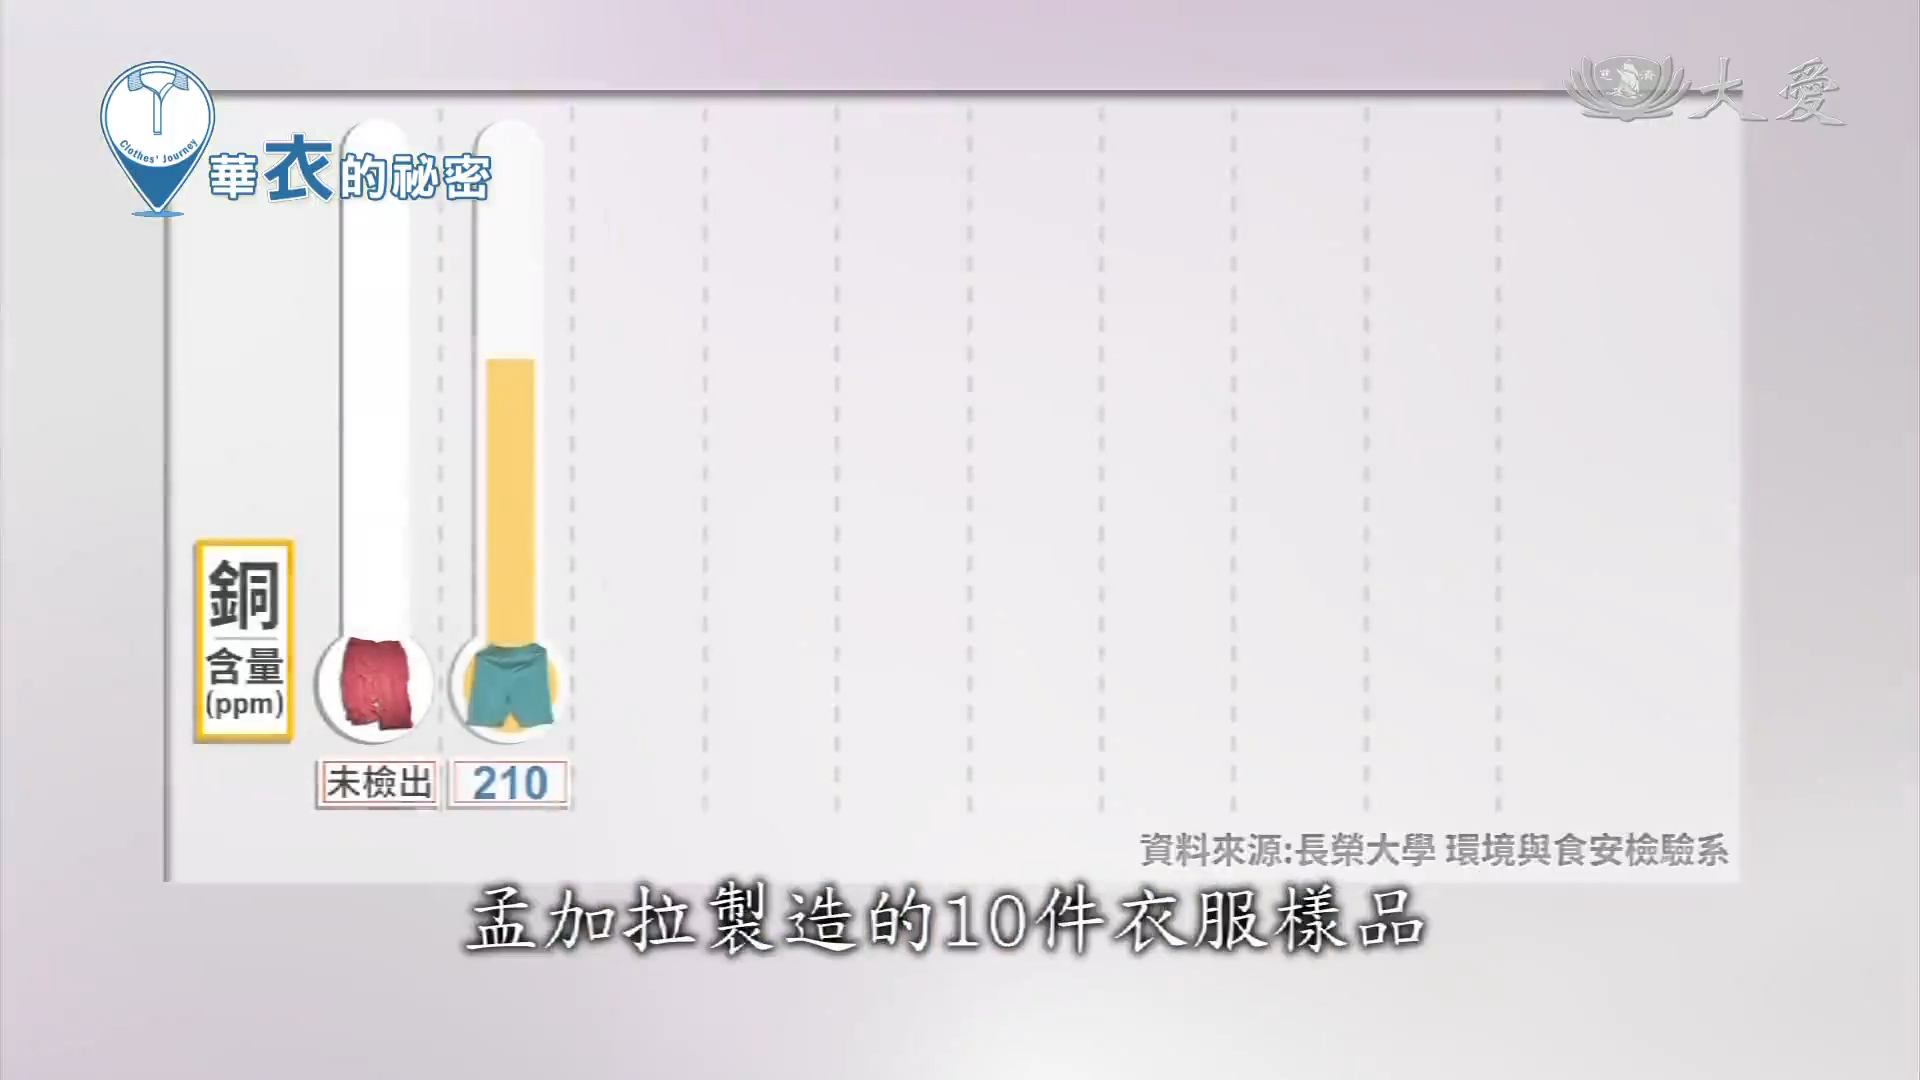 Clothes' Journey
華衣的祕密
大愛
銅
含量
(ppm)
未檢出
210
資料來源:長榮大學 環境與食安檢驗系
孟加拉製造的10件衣服樣品